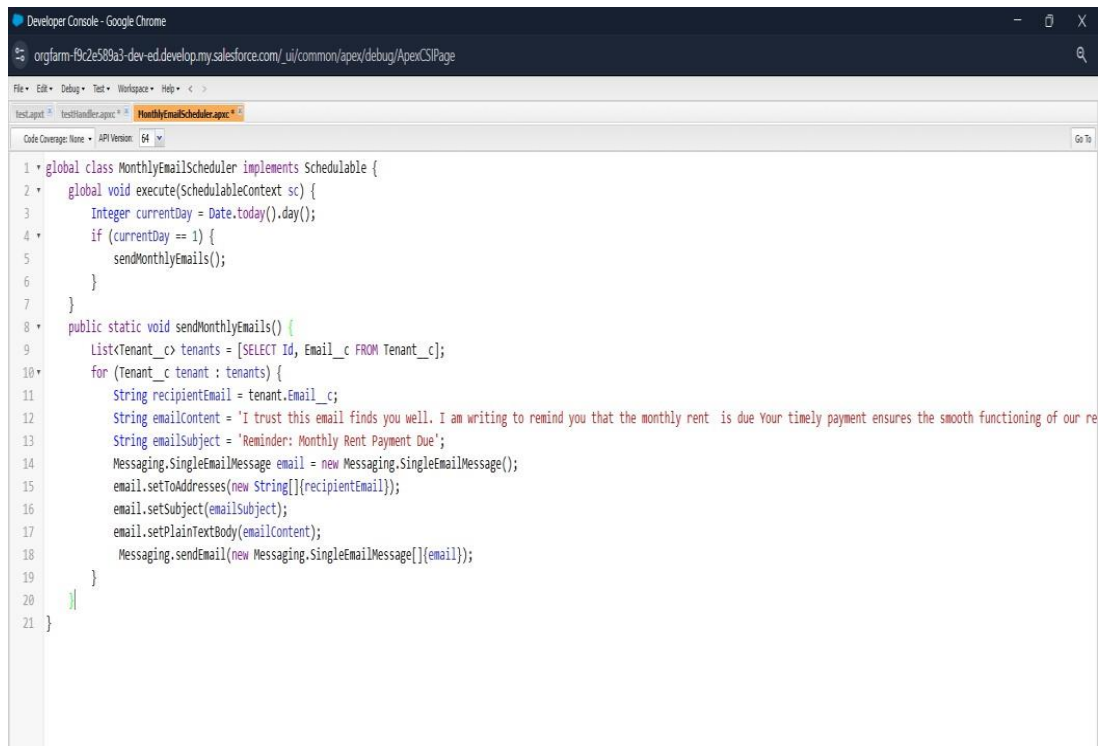 Developer Console - Google Chrome
orgfarm-f9c2e589a3-dev-ed.develop.my.salesforce.com/_ui/common/apex/debug/ApexCSIPage
File Edit Debug Test Workspace Help < >
test.apxt testHandler.apxc * MonthlyEmailScheduler.apxc *
Code Coverage: None API Version: 64 Go To
1 global class MonthlyEmailScheduler implements Schedulable {
2 global void execute(SchedulableContext sc) {
3 Integer currentDay = Date.today().day();
4 if (currentDay == 1) {
5 sendMonthlyEmails();
6 }
7 }
8 public static void sendMonthlyEmails() {
9 List<Tenant__c> tenants = [SELECT Id, Email__c FROM Tenant__c];
10 for (Tenant__c tenant : tenants) {
11 String recipientEmail = tenant.Email__c;
12 String emailContent = 'I trust this email finds you well. I am writing to remind you that the monthly rent  is due Your timely payment ensures the smooth functioning of our re
13 String emailSubject = 'Reminder: Monthly Rent Payment Due';
14 Messaging.SingleEmailMessage email = new Messaging.SingleEmailMessage();
15 email.setToAddresses(new String[]{recipientEmail});
16 email.setSubject(emailSubject);
17 email.setPlainTextBody(emailContent);
18 Messaging.sendEmail(new Messaging.SingleEmailMessage[]{email});
19 }
20 }
21 }